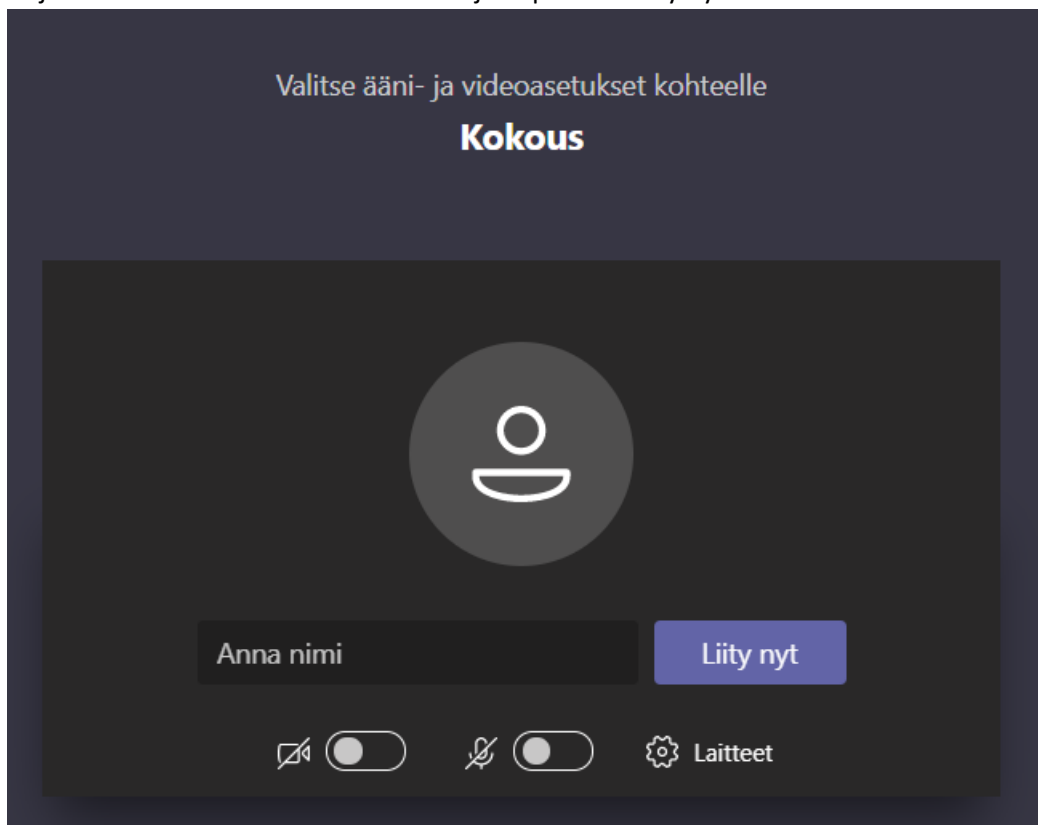 Valitse ääni- ja videoasetukset kohteelle
Kokous
Anna nimi
Liity nyt
Laitteet